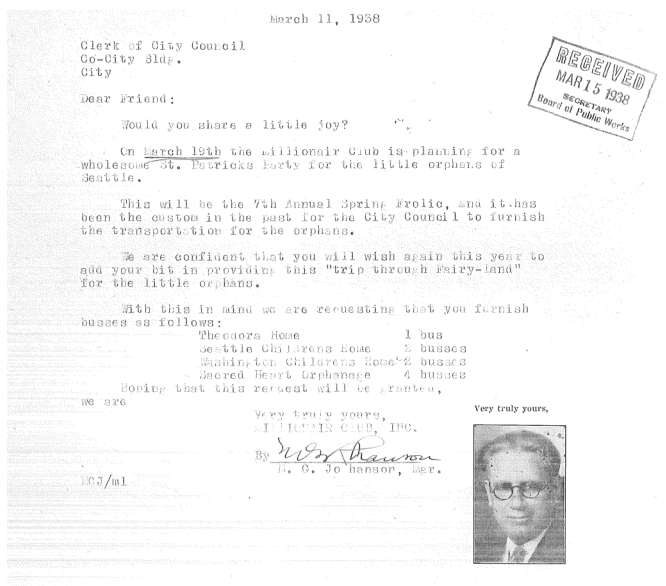 March 11, 1938
Clerk of City Council
Co-City Bldg.
City
RECEIVED
MAR 15 1938
SECRETARY
Board of Public Works
Dear Friend:
Would you share a little joy?
On March 19th the Millionair Club is planning for a
wholesome St. Patricks Party for the little orphans of
Seattle.
This will be the 7th Annual Spring Frolic, and it has
been the custom in the past for the City Council to furnish
the transportation for the orphans.
We are confident that you will wish again this year to
add your bit in providing this "trip through Fairy-land"
for the little orphans.
With this in mind we are requesting that you furnish
busses as follows:
Theodora Home 1 bus
Seattle Childrens Home 2 busses
Washington Childrens Home 2 busses
Sacred Heart Orphanage 4 busses
Hoping that this request will be granted,
we are
Very truly yours,
MILLIONAIR CLUB, INC.
By
M. G. Johanson, Mgr.
MGJ/ml
Very truly yours,